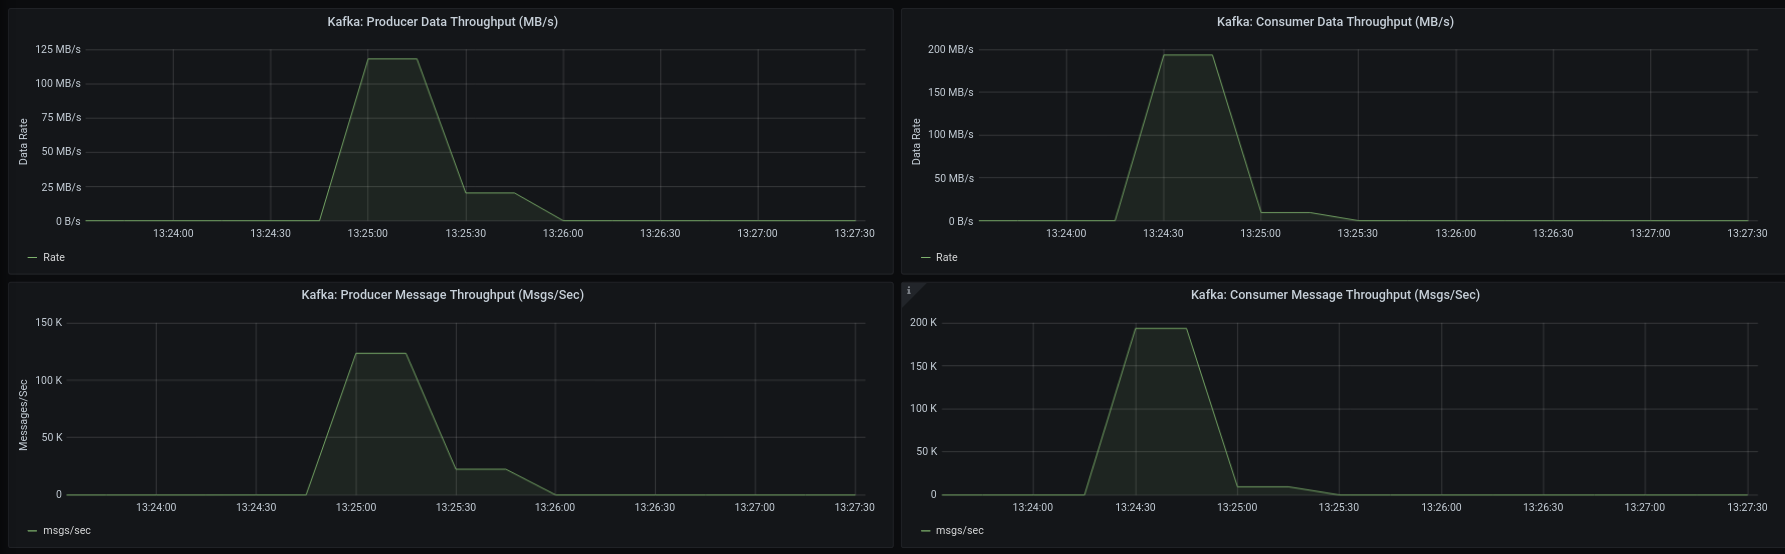 Kafka: Producer Data Throughput (MB/s)
125 MB/s
100 MB/s
75 MB/s
50 MB/s
25 MB/s
0 B/s
Data Rate
13:24:00 13:24:30 13:25:00 13:25:30 13:26:00 13:26:30 13:27:00 13:27:30
Rate
Kafka: Consumer Data Throughput (MB/s)
200 MB/s
150 MB/s
100 MB/s
50 MB/s
0 B/s
Data Rate
13:24:00 13:24:30 13:25:00 13:25:30 13:26:00 13:26:30 13:27:00 13:27:30
Rate
Kafka: Producer Message Throughput (Msgs/Sec)
150 K
100 K
50 K
0
Messages/Sec
13:24:00 13:24:30 13:25:00 13:25:30 13:26:00 13:26:30 13:27:00 13:27:30
msgs/sec
i
Kafka: Consumer Message Throughput (Msgs/Sec)
200 K
150 K
100 K
50 K
0
13:24:00 13:24:30 13:25:00 13:25:30 13:26:00 13:26:30 13:27:00 13:27:30
msgs/sec